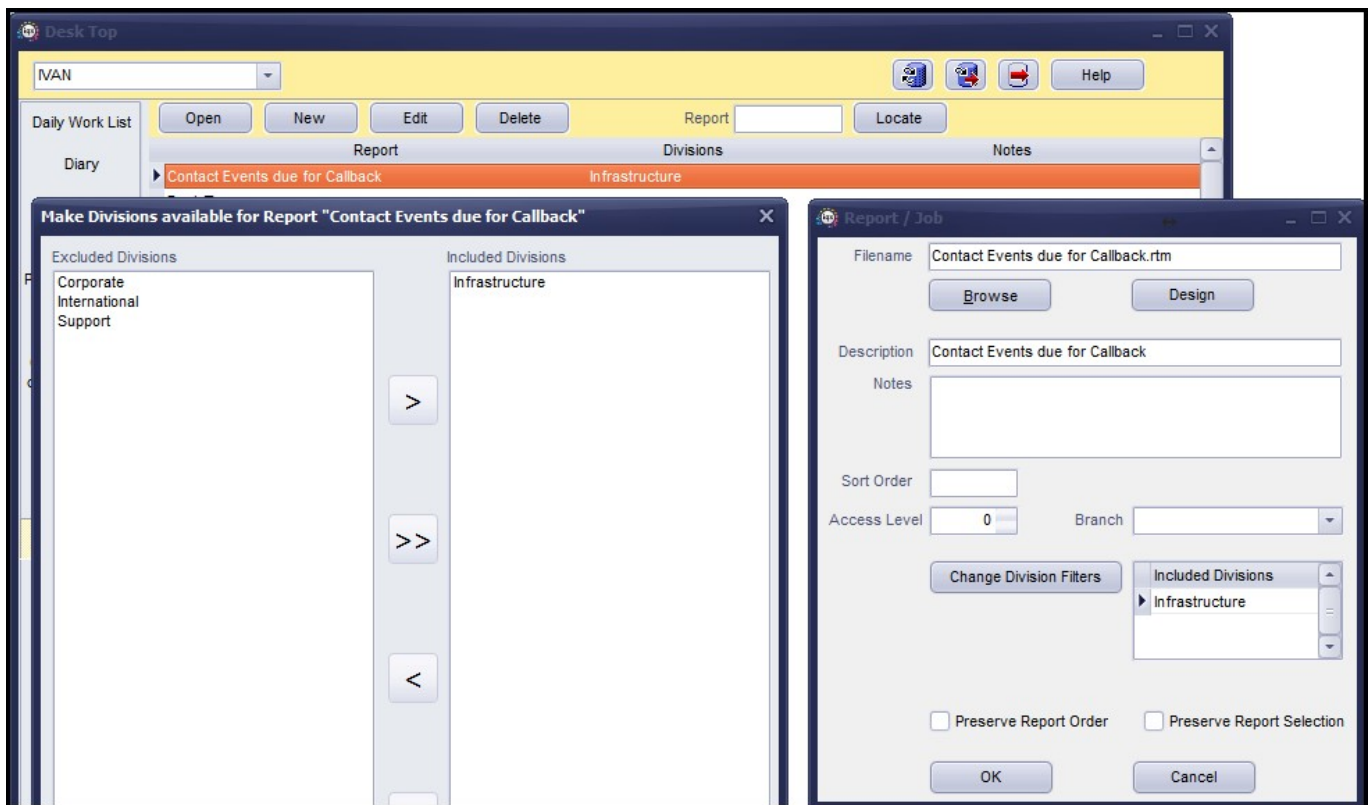 Desk Top
IVAN
Help
Daily Work List
Open New Edit Delete Report Locate
Diary
Report Divisions Notes
Contact Events due for Callback Infrastructure
Make Divisions available for Report "Contact Events due for Callback"
Excluded Divisions Included Divisions
Corporate Infrastructure
International
Support
>
>>
<
Report / Job
Filename Contact Events due for Callback.rtm
Browse Design
Description Contact Events due for Callback
Notes
Sort Order
Access Level 0 Branch
Change Division Filters Included Divisions
Infrastructure
Preserve Report Order Preserve Report Selection
OK Cancel